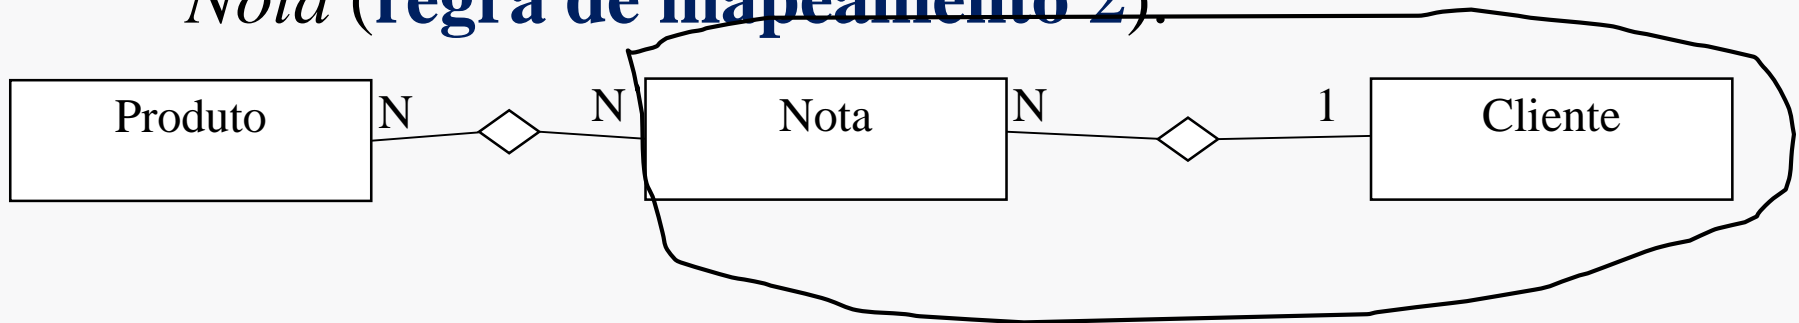 Nota (regra de mapeamento 2).
Produto N N Nota N 1 Cliente